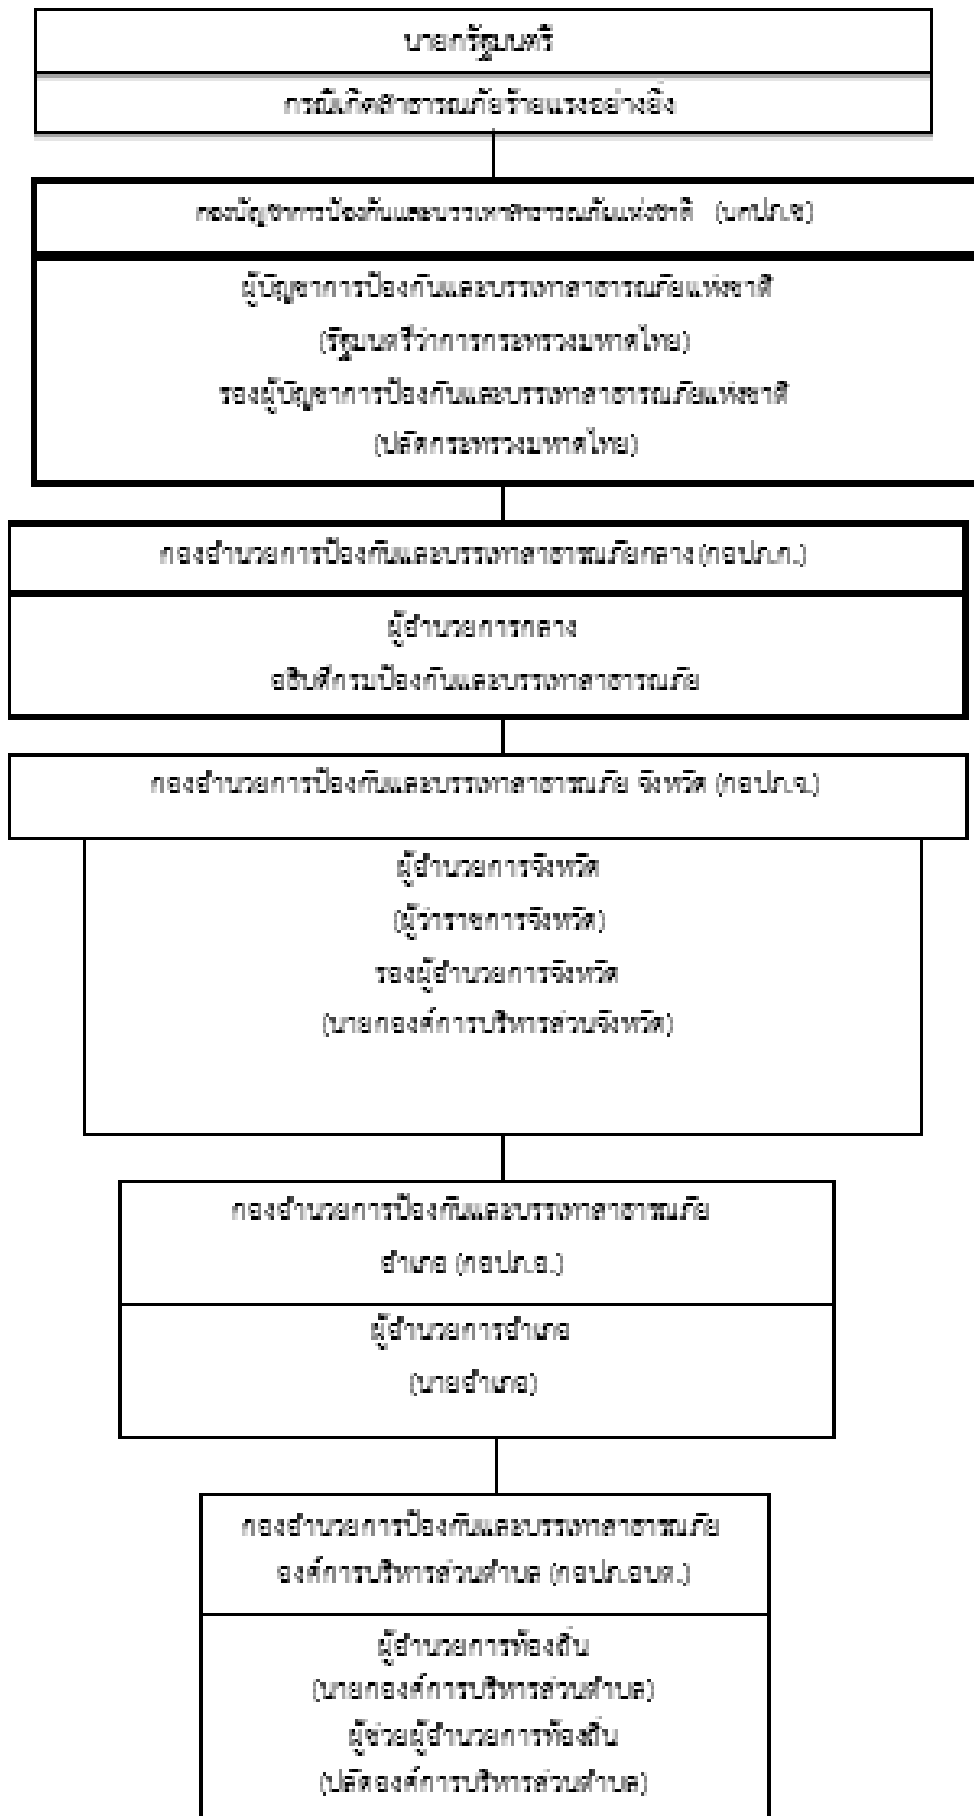 นายกรัฐมนตรี
กรณีเกิดสาธารณภัยร้ายแรงอย่างยิ่ง
กองบัญชาการป้องกันและบรรเทาสาธารณภัยแห่งชาติ (บกปภ.ช)
ผู้บัญชาการป้องกันและบรรเทาสาธารณภัยแห่งชาติ
(รัฐมนตรีว่าการกระทรวงมหาดไทย)
รองผู้บัญชาการป้องกันและบรรเทาสาธารณภัยแห่งชาติ
(ปลัดกระทรวงมหาดไทย)
กองอำนวยการป้องกันและบรรเทาสาธารณภัยกลาง (กอปภ.ก.)
ผู้อำนวยการกลาง
อธิบดีกรมป้องกันและบรรเทาสาธารณภัย
กองอำนวยการป้องกันและบรรเทาสาธารณภัย จังหวัด (กอปภ.จ.)
ผู้อำนวยการจังหวัด
(ผู้ว่าราชการจังหวัด)
รองผู้อำนวยการจังหวัด
(นายกองค์การบริหารส่วนจังหวัด)
กองอำนวยการป้องกันและบรรเทาสาธารณภัย
อำเภอ (กอปภ.อ.)
ผู้อำนวยการอำเภอ
(นายอำเภอ)
กองอำนวยการป้องกันและบรรเทาสาธารณภัย
องค์การบริหารส่วนตำบล (กอปภ.อบต.)
ผู้อำนวยการท้องถิ่น
(นายกองค์การบริหารส่วนตำบล)
ผู้ช่วยผู้อำนวยการท้องถิ่น
(ปลัดองค์การบริหารส่วนตำบล)